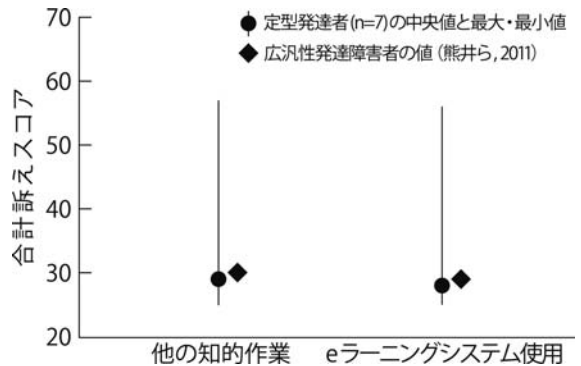 70
60
50
40
30
20
合計訴えスコア
定型発達者(n=7)の中央値と最大・最小値
広汎性発達障害者の値(熊井ら,2011)
他の知的作業
eラーニングシステム使用